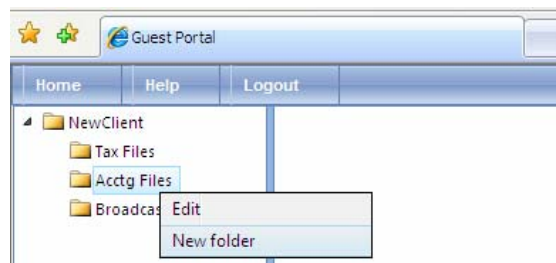 Guest Portal
Home Help Logout
NewClient
Tax Files
Acctg Files
Edit
New folder